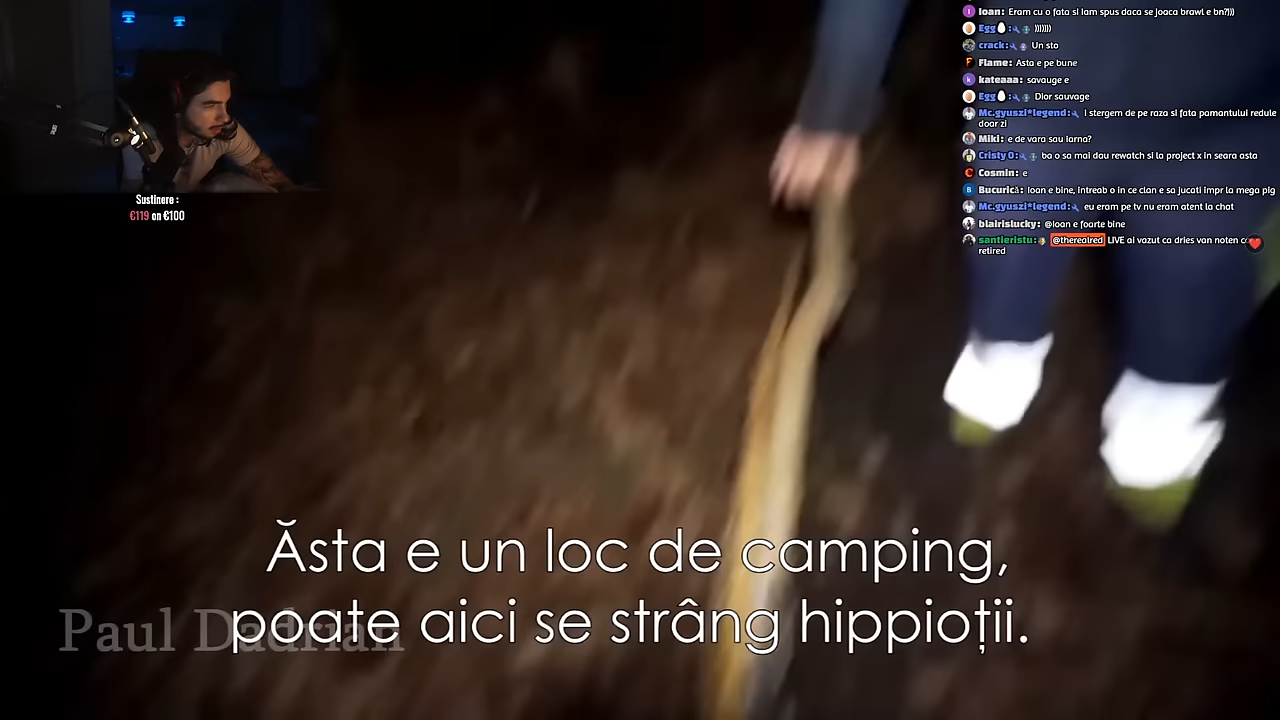 Sustinere :
€119 on €100
Ioan: Eram cu o fata si Iam spus daca se joaca brawl e bn?)))
Egg: )))))))
crack: Un sto
Flame: Asta e pe bune
kateaaa: savauge e
Egg: Dior sauvage
Mc.gyuszi*legend: I stergem de pe raza si fata pamantului redule
doar zi
Miki: e de vara sau Iarna?
Cristy O: ba o sa mai dau rewatch si la project x in seara asta
Cosmin: e
Bucurică: Ioan e bine, intreab o in ce clan e sa jucati impr la mega pig
Mc.gyuszi*legend: eu eram pe tv nu eram atent la chat
blairislucky: @Ioan e foarte bine
santieristu: @therealred LIVE ai vazut ca dries van noten
retired
Ăsta e un loc de camping,
poate aici se strâng hippioții.
Paul Dadrian